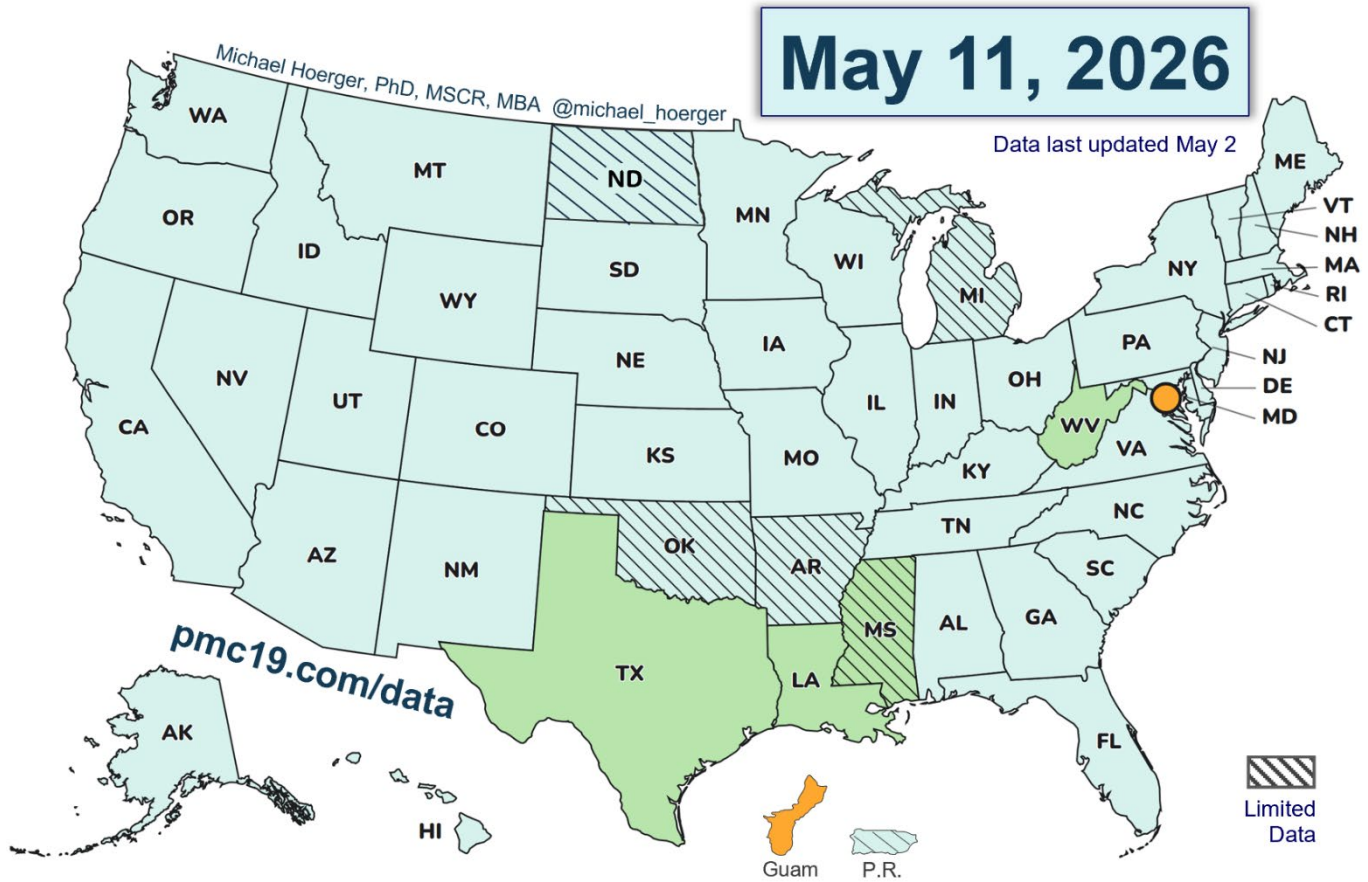 May 11, 2026
Michael Hoerger, PhD, MSCR, MBA @michael_hoerger
Data last updated May 2
WA
MT
ND
MN
ME
VT
OR
ID
SD
WI
NH
NY
MA
WY
MI
RI
CT
IA
PA
NE
NJ
NV
OH
DE
UT
IL
IN
MD
CA
CO
WV
VA
KS
MO
KY
NC
TN
AZ
OK
NM
AR
SC
GA
MS
AL
pmc19.com/data
TX
LA
AK
FL
HI
Limited
Data
Guam
P.R.